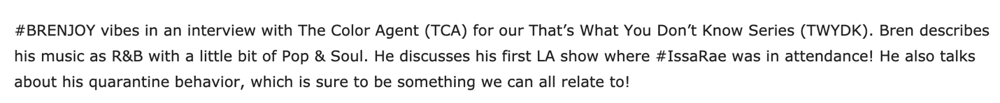 #BRENJOY vibes in an interview with The Color Agent (TCA) for our That’s What You Don’t Know Series (TWYDK). Bren describes
his music as R&B with a little bit of Pop & Soul. He discusses his first LA show where #IssaRae was in attendance! He also talks
about his quarantine behavior, which is sure to be something we can all relate to!